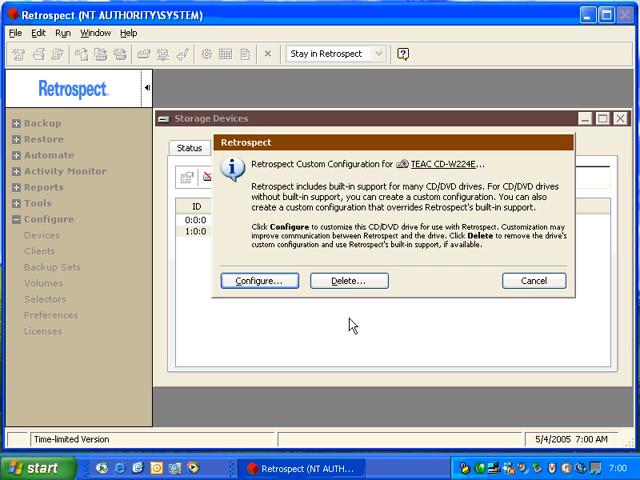 Retrospect (NT AUTHORITY\SYSTEM)
File Edit Run Window Help
Stay in Retrospect
Retrospect
Backup
Restore
Automate
Activity Monitor
Reports
Tools
Configure
Devices
Clients
Backup Sets
Volumes
Selectors
Preferences
Licenses
Storage Devices
Status
ID
0:0:0
1:0:0
Retrospect
Retrospect Custom Configuration for TEAC CD-W224E...
Retrospect includes built-in support for many CD/DVD drives. For CD/DVD drives
without built-in support, you can create a custom configuration. You can also
create a custom configuration that overrides Retrospect's built-in support.
Click Configure to customize this CD/DVD drive for use with Retrospect. Customization may
improve communication between Retrospect and the drive. Click Delete to remove the drive's
custom configuration and use Retrospect's built-in support, if available.
Configure... Delete... Cancel
Time-limited Version 5/4/2005 7:00 AM
start Retrospect (NT AUTH... 7:00